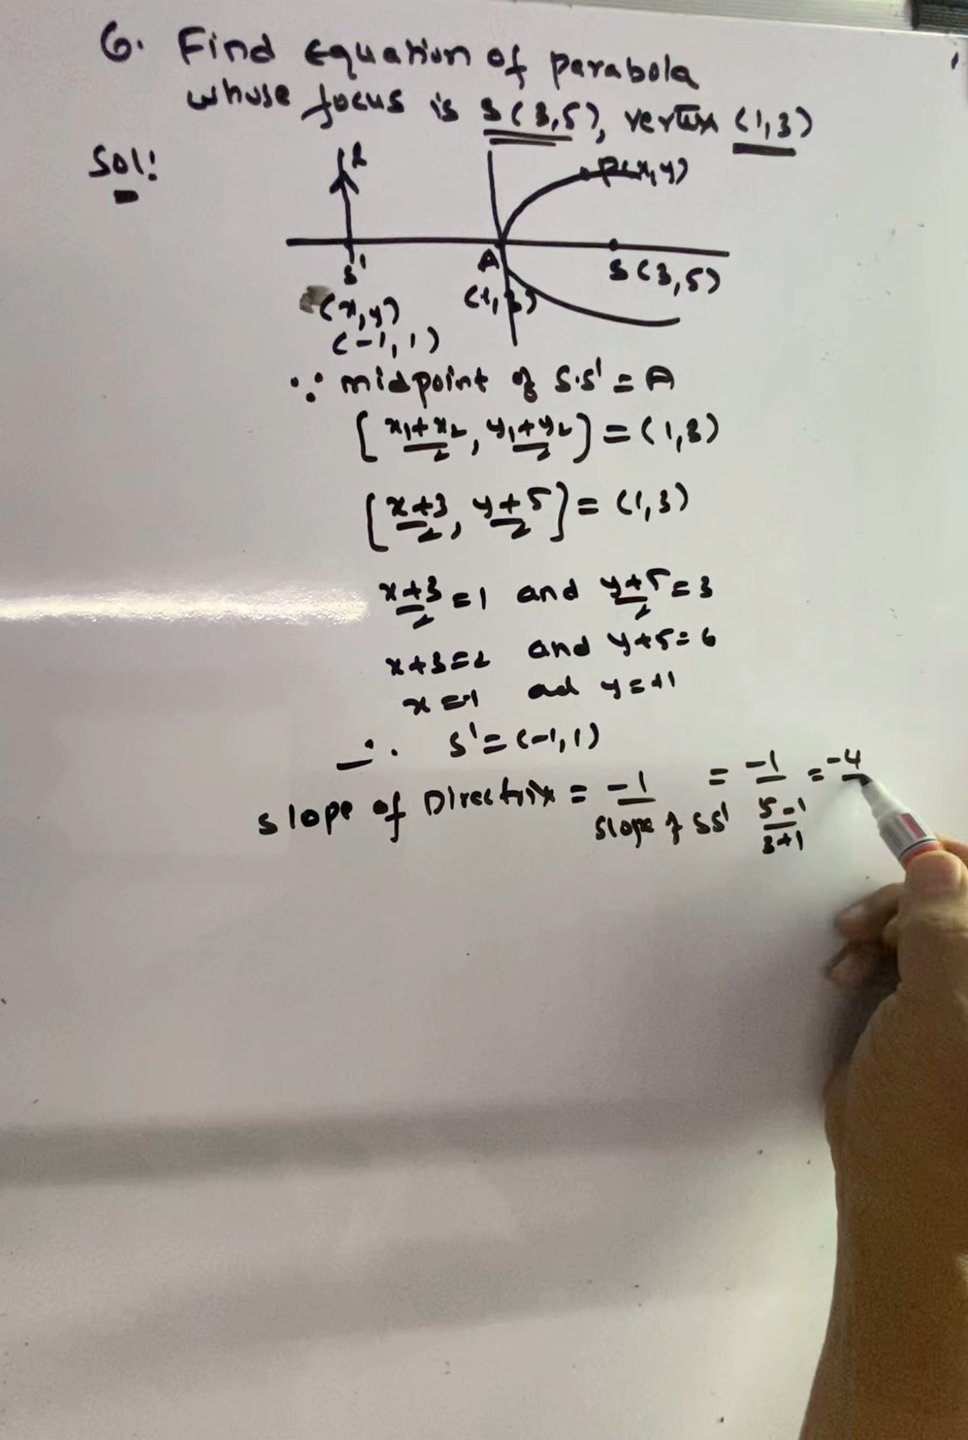 6. Find Equation of parabola
whose focus is S(3,5), vertex (1,3)
Sol:
P(x,y)
A
S'
S(3,5)
(x,y)
(1,3)
(-1,1)
∵ midpoint of S.S' = A
[x₁+x₂/2, y₁+y₂/2] = (1,3)
[x+3/2, y+5/2] = (1,3)
x+3/2 = 1 and y+5/2 = 3
x+3=2 and y+5=6
x=-1 and y=+1
∴ S' = (-1,1)
slope of Directrix = -1/slope of SS' = -1/(5-1/3+1) = -4